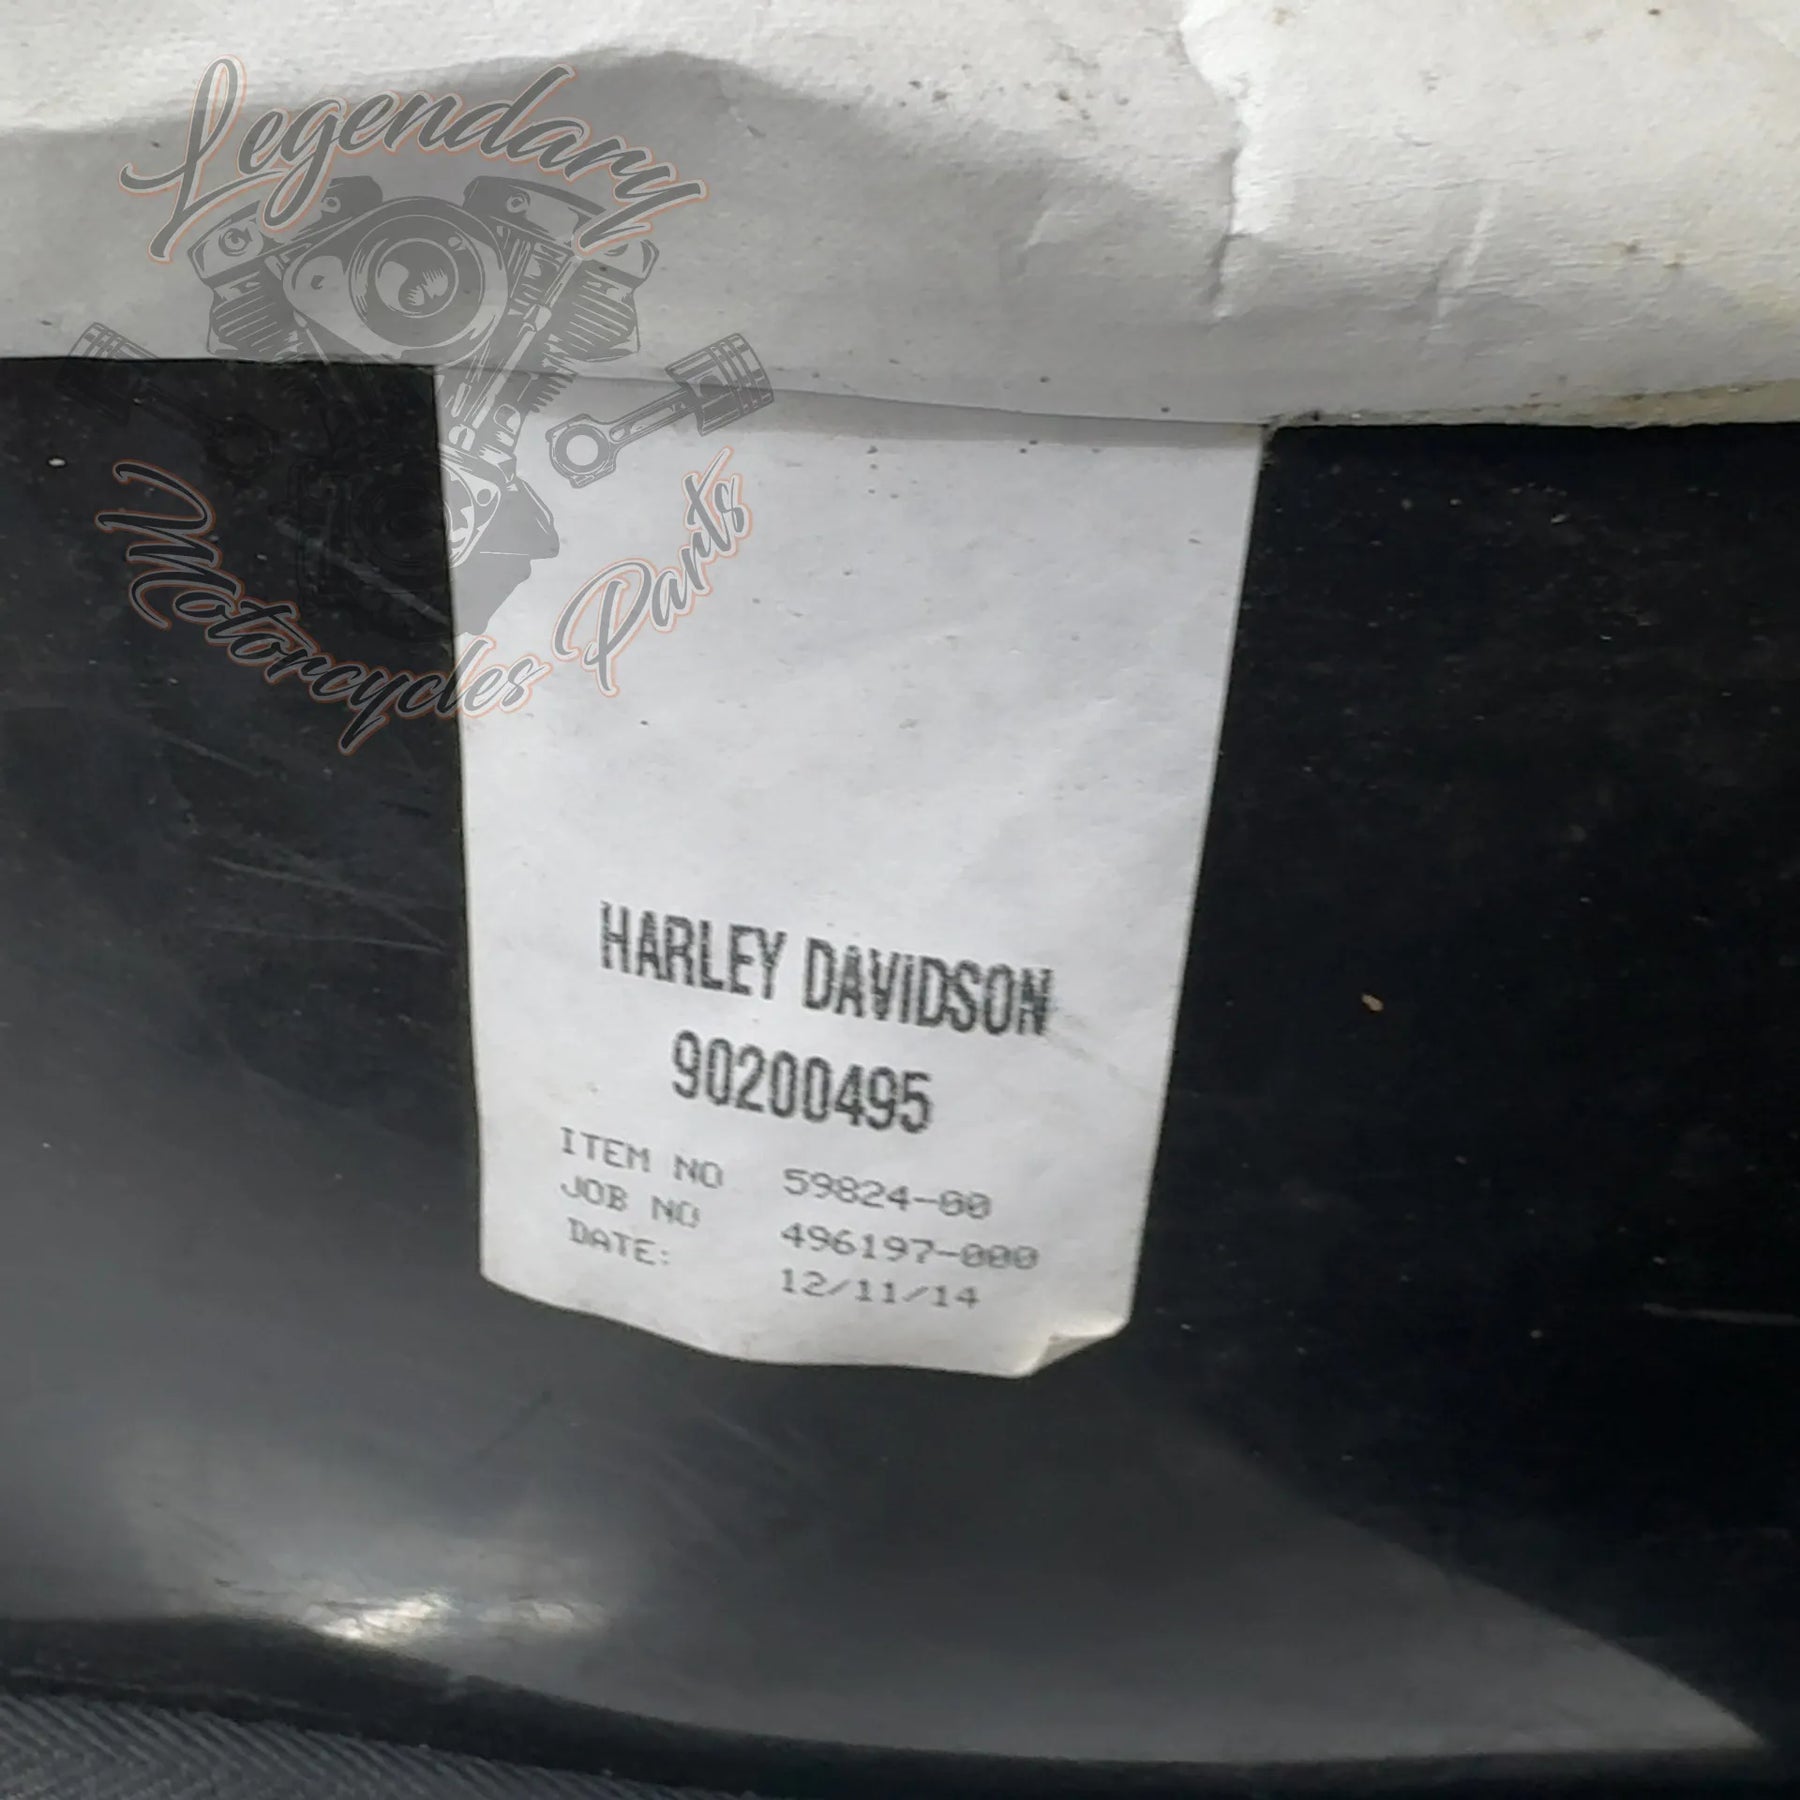 Legendary
Motorcycles Parts
HARLEY DAVIDSON
90200495
ITEM NO 59824-00
JOB NO 496197-000
DATE: 12/11/14